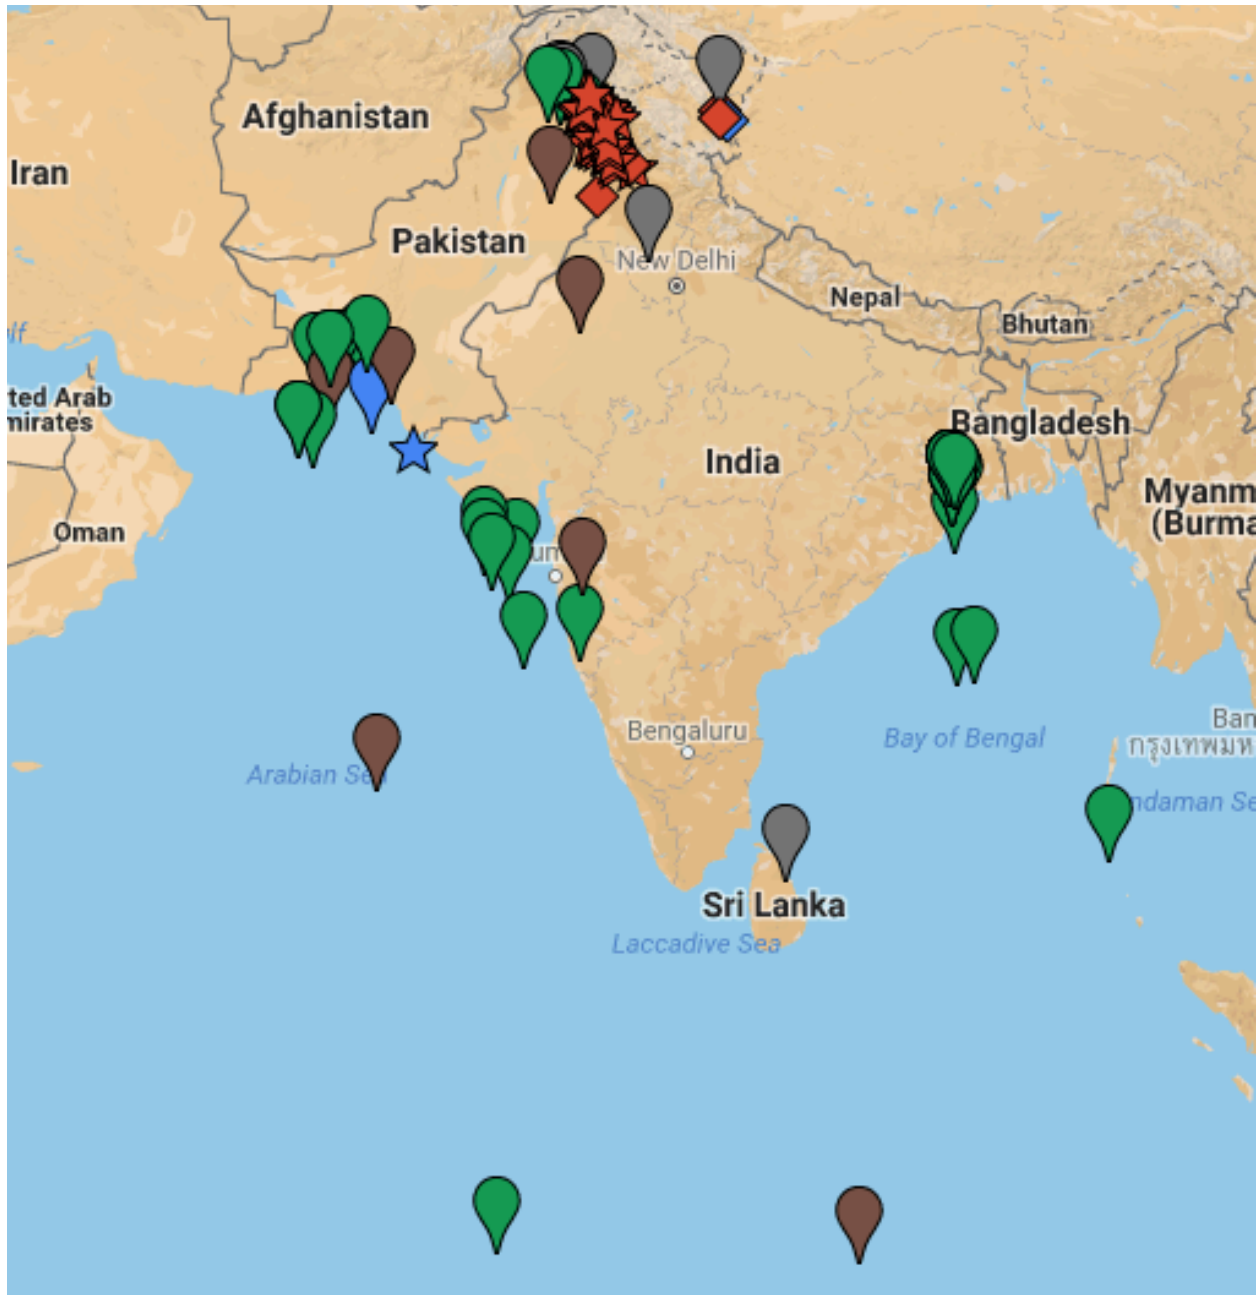 Afghanistan
Iran
Pakistan
New Delhi
Nepal
Bhutan
ted Arab
mirates
Bangladesh
India
Myanm
(Burma
Oman
Bengaluru
Bay of Bengal
Ban
กรุงเทพมห
Arabian Se
ndaman Se
Sri Lanka
Laccadive Sea